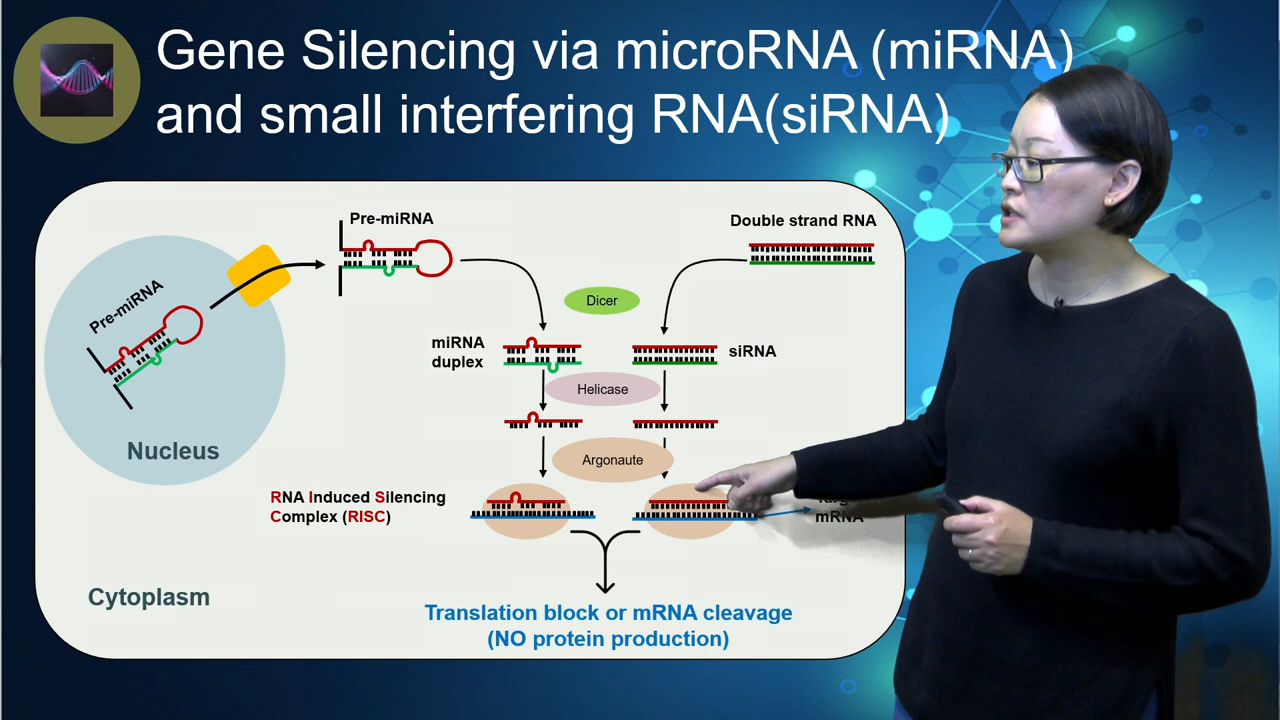 Gene Silencing via microRNA (miRNA)
and small interfering RNA(siRNA)
Pre-miRNA
Double strand RNA
Pre-miRNA
Dicer
miRNA
duplex
siRNA
Helicase
Nucleus
Argonaute
RNA Induced Silencing
Complex (RISC)
mRNA
Cytoplasm
Translation block or mRNA cleavage
(NO protein production)